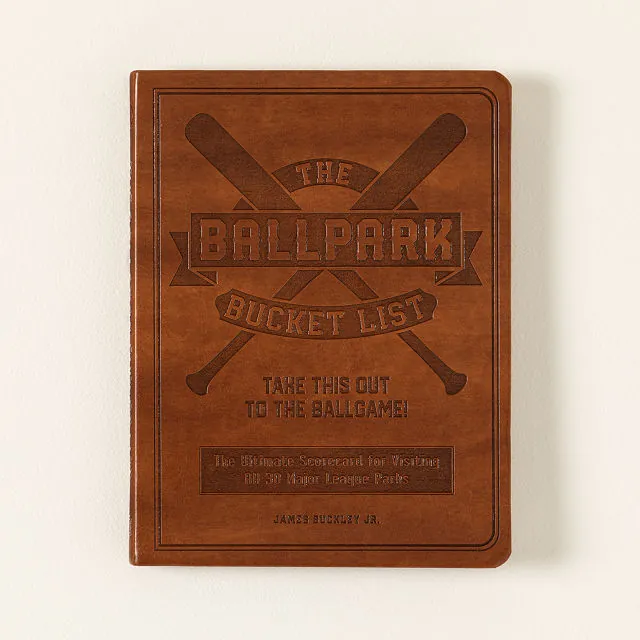 THE
BALLPARK
BUCKET LIST
TAKE THIS OUT
TO THE BALLGAME!
The Ultimate Scorecard for Visiting
All 30 Major League Parks
JAMES BUCKLEY JR.